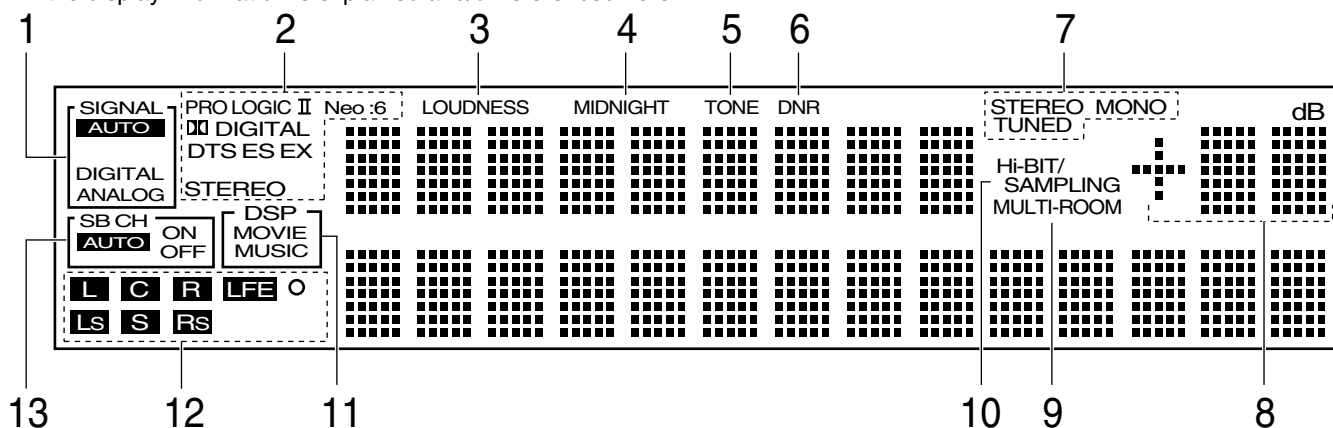 1 2 3 4 5 6 7
SIGNAL PRO LOGIC II Neo :6 LOUDNESS MIDNIGHT TONE DNR STEREO MONO dB
AUTO DIGITAL TUNED
DTS ES EX
DIGITAL Hi-BIT/
ANALOG STEREO SAMPLING
MULTI-ROOM
SB CH DSP
AUTO ON MOVIE
OFF MUSIC
L C R LFE
Ls S Rs
13 12 11 10 9 8